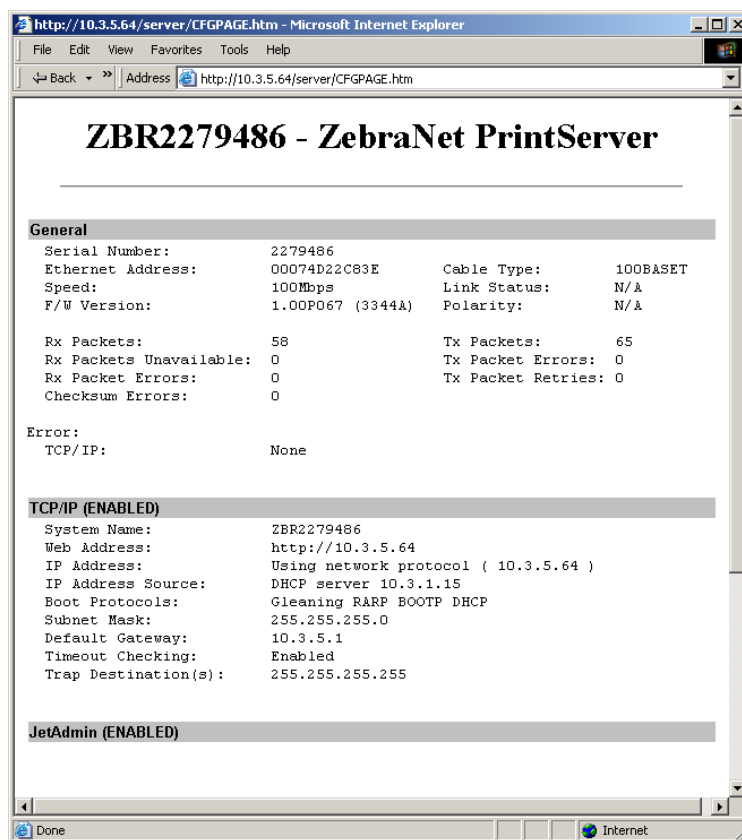 http://10.3.5.64/server/CFGPAGE.htm - Microsoft Internet Explorer
File Edit View Favorites Tools Help
Back Address http://10.3.5.64/server/CFGPAGE.htm
ZBR2279486 - ZebraNet PrintServer
General
Serial Number: 2279486
Ethernet Address: 00074D22C83E Cable Type: 100BASET
Speed: 100Mbps Link Status: N/A
F/W Version: 1.00P067 (3344A) Polarity: N/A
Rx Packets: 58 Tx Packets: 65
Rx Packets Unavailable: 0 Tx Packet Errors: 0
Rx Packet Errors: 0 Tx Packet Retries: 0
Checksum Errors: 0
Error:
TCP/IP: None
TCP/IP (ENABLED)
System Name: ZBR2279486
Web Address: http://10.3.5.64
IP Address: Using network protocol ( 10.3.5.64 )
IP Address Source: DHCP server 10.3.1.15
Boot Protocols: Gleaning RARP BOOTP DHCP
Subnet Mask: 255.255.255.0
Default Gateway: 10.3.5.1
Timeout Checking: Enabled
Trap Destination(s): 255.255.255.255
JetAdmin (ENABLED)
Done Internet